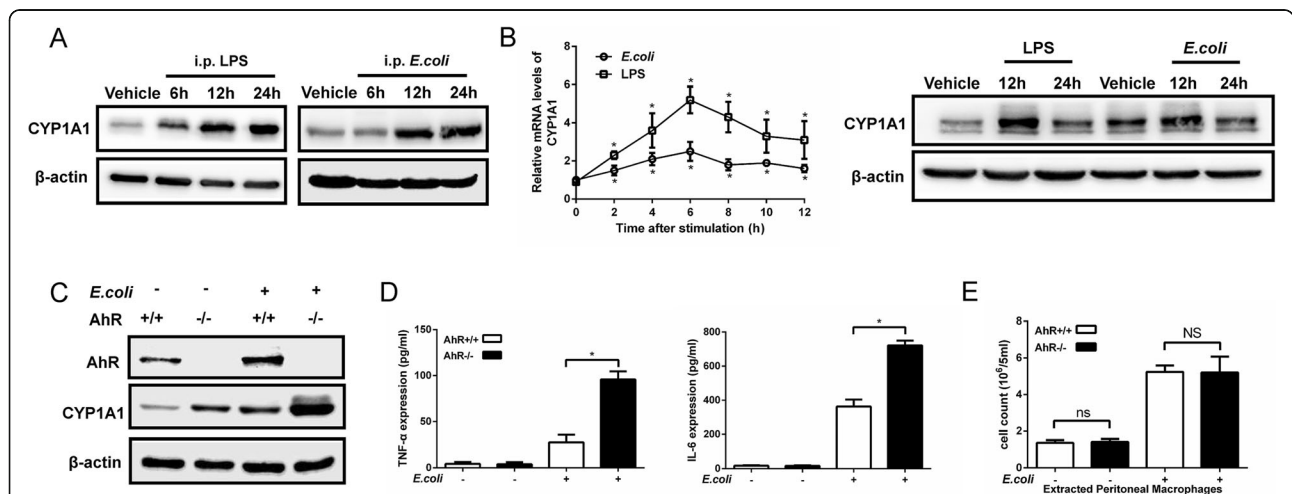 A
i.p. LPS
i.p. E.coli
Vehicle 6h 12h 24h
Vehicle 6h 12h 24h
CYP1A1
β-actin
B
Relative mRNA levels of
CYP1A1
8
6
4
2
0
E.coli
LPS
* * * * * *
* * * * * *
0 2 4 6 8 10 12
Time after stimulation (h)
LPS
E.coli
Vehicle 12h 24h Vehicle 12h 24h
CYP1A1
β-actin
C
E.coli - - + +
AhR +/+ -/- +/+ -/-
AhR
CYP1A1
β-actin
D
TNF-α expression (pg/ml)
150
100
50
0
AhR+/+
AhR-/-
*
E.coli - - + +
IL-6 expression (pg/ml)
800
600
400
200
0
*
E.coli - - + +
E
cell count (10⁶/5ml)
8
6
4
2
0
AhR+/+
AhR-/-
ns
NS
E.coli - - + +
Extracted Peritoneal Macrophages